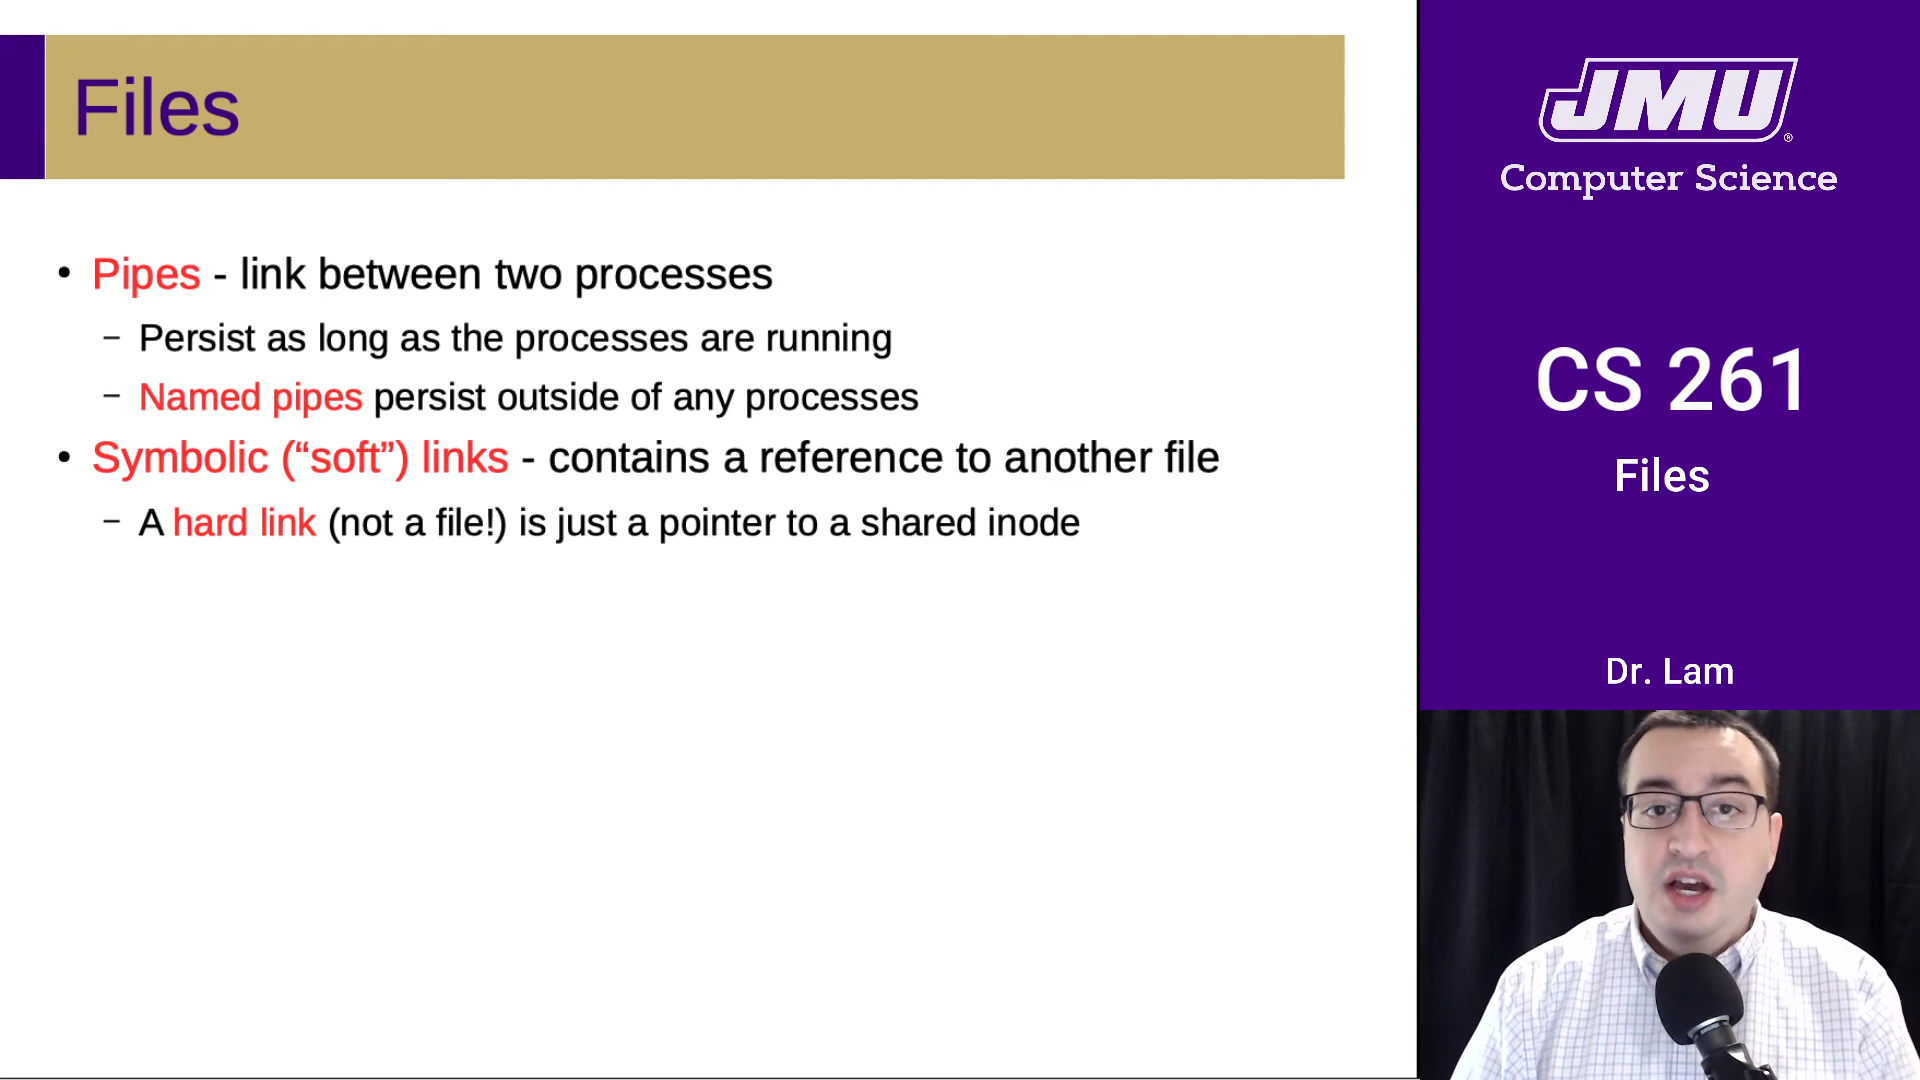 Files
• Pipes - link between two processes
– Persist as long as the processes are running
– Named pipes persist outside of any processes
• Symbolic (“soft”) links - contains a reference to another file
– A hard link (not a file!) is just a pointer to a shared inode
JMU®
Computer Science
CS 261
Files
Dr. Lam